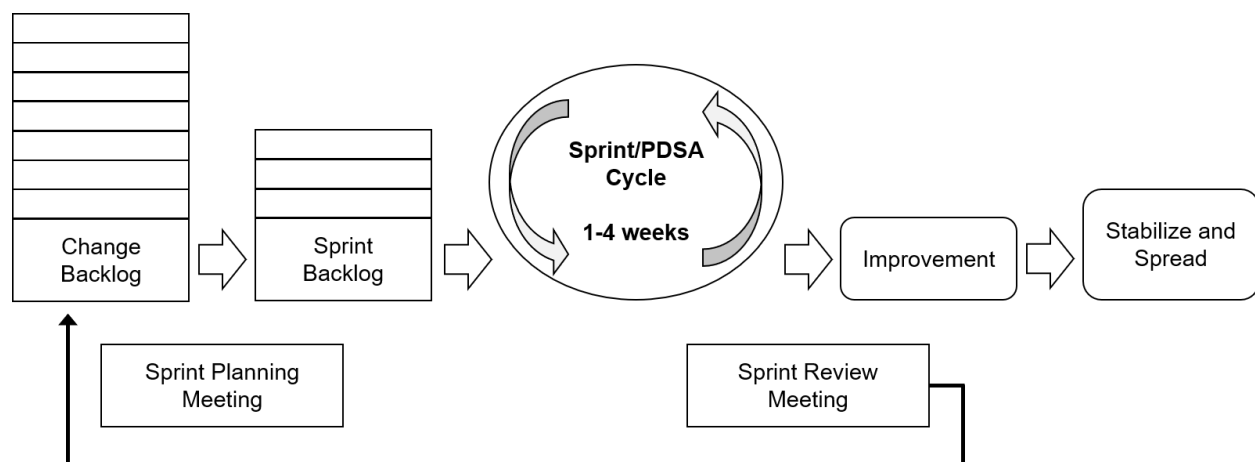 Change
Backlog
Sprint
Backlog
Sprint/PDSA
Cycle
1-4 weeks
Improvement
Stabilize and
Spread
Sprint Planning
Meeting
Sprint Review
Meeting